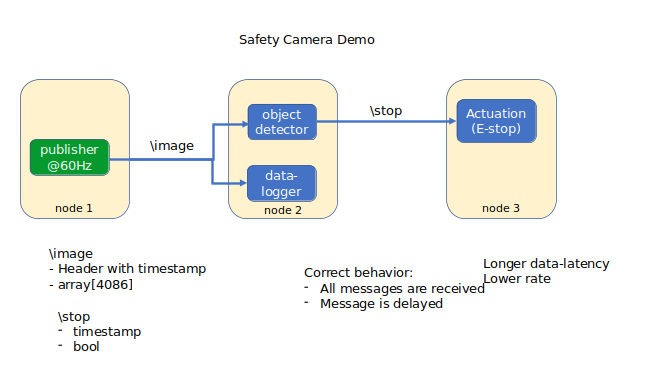 Safety Camera Demo
publisher
@60Hz
node 1
\image
object
detector
data-
logger
node 2
\stop
Actuation
(E-stop)
node 3
\image
- Header with timestamp
- array[4086]
\stop
- timestamp
- bool
Correct behavior:
- All messages are received
- Message is delayed
Longer data-latency
Lower rate